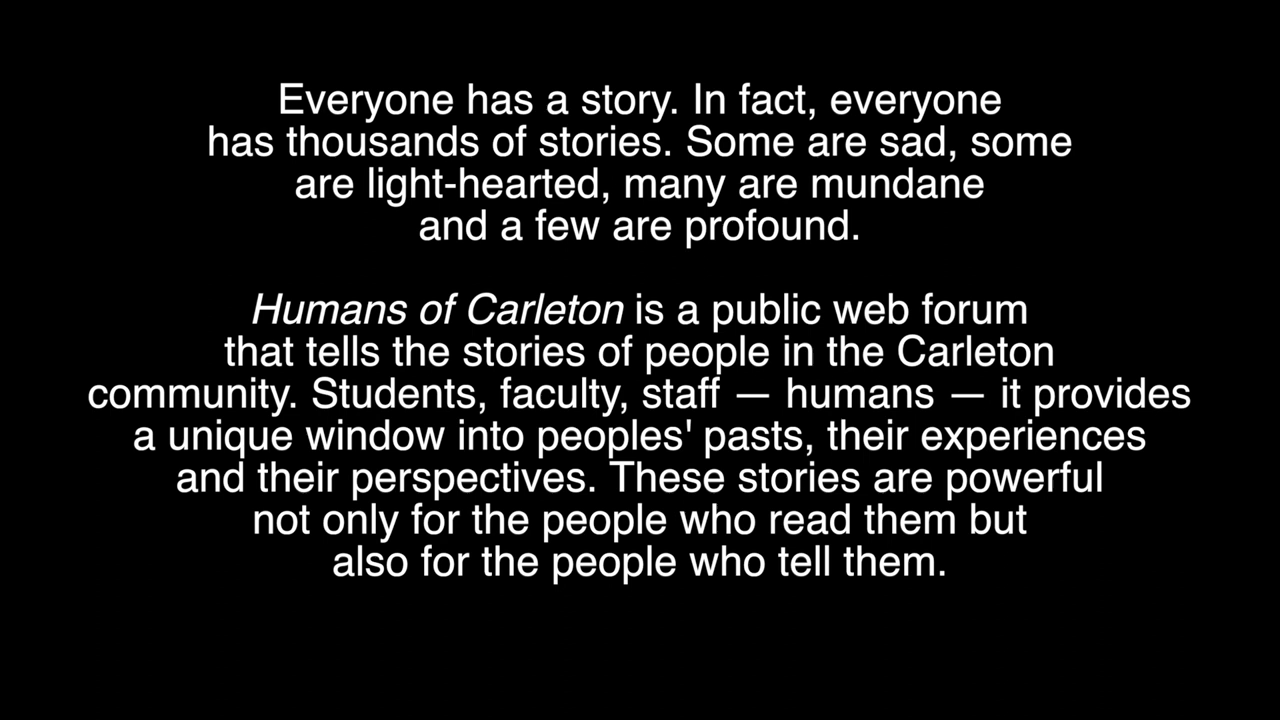 Everyone has a story. In fact, everyone
has thousands of stories. Some are sad, some
are light-hearted, many are mundane
and a few are profound.
Humans of Carleton is a public web forum
that tells the stories of people in the Carleton
community. Students, faculty, staff — humans — it provides
a unique window into peoples' pasts, their experiences
and their perspectives. These stories are powerful
not only for the people who read them but
also for the people who tell them.